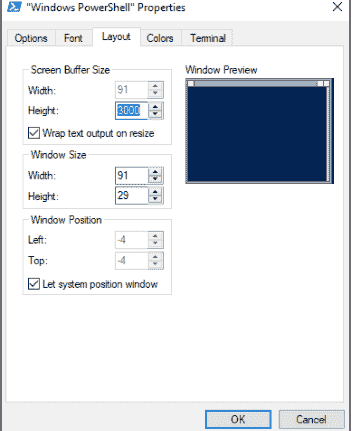 "Windows PowerShell" Properties
Options Font Layout Colors Terminal
Screen Buffer Size
Width: 91
Height: 3000
Wrap text output on resize
Window Size
Width: 91
Height: 29
Window Position
Left: -4
Top: -4
Let system position window
Window Preview
OK Cancel